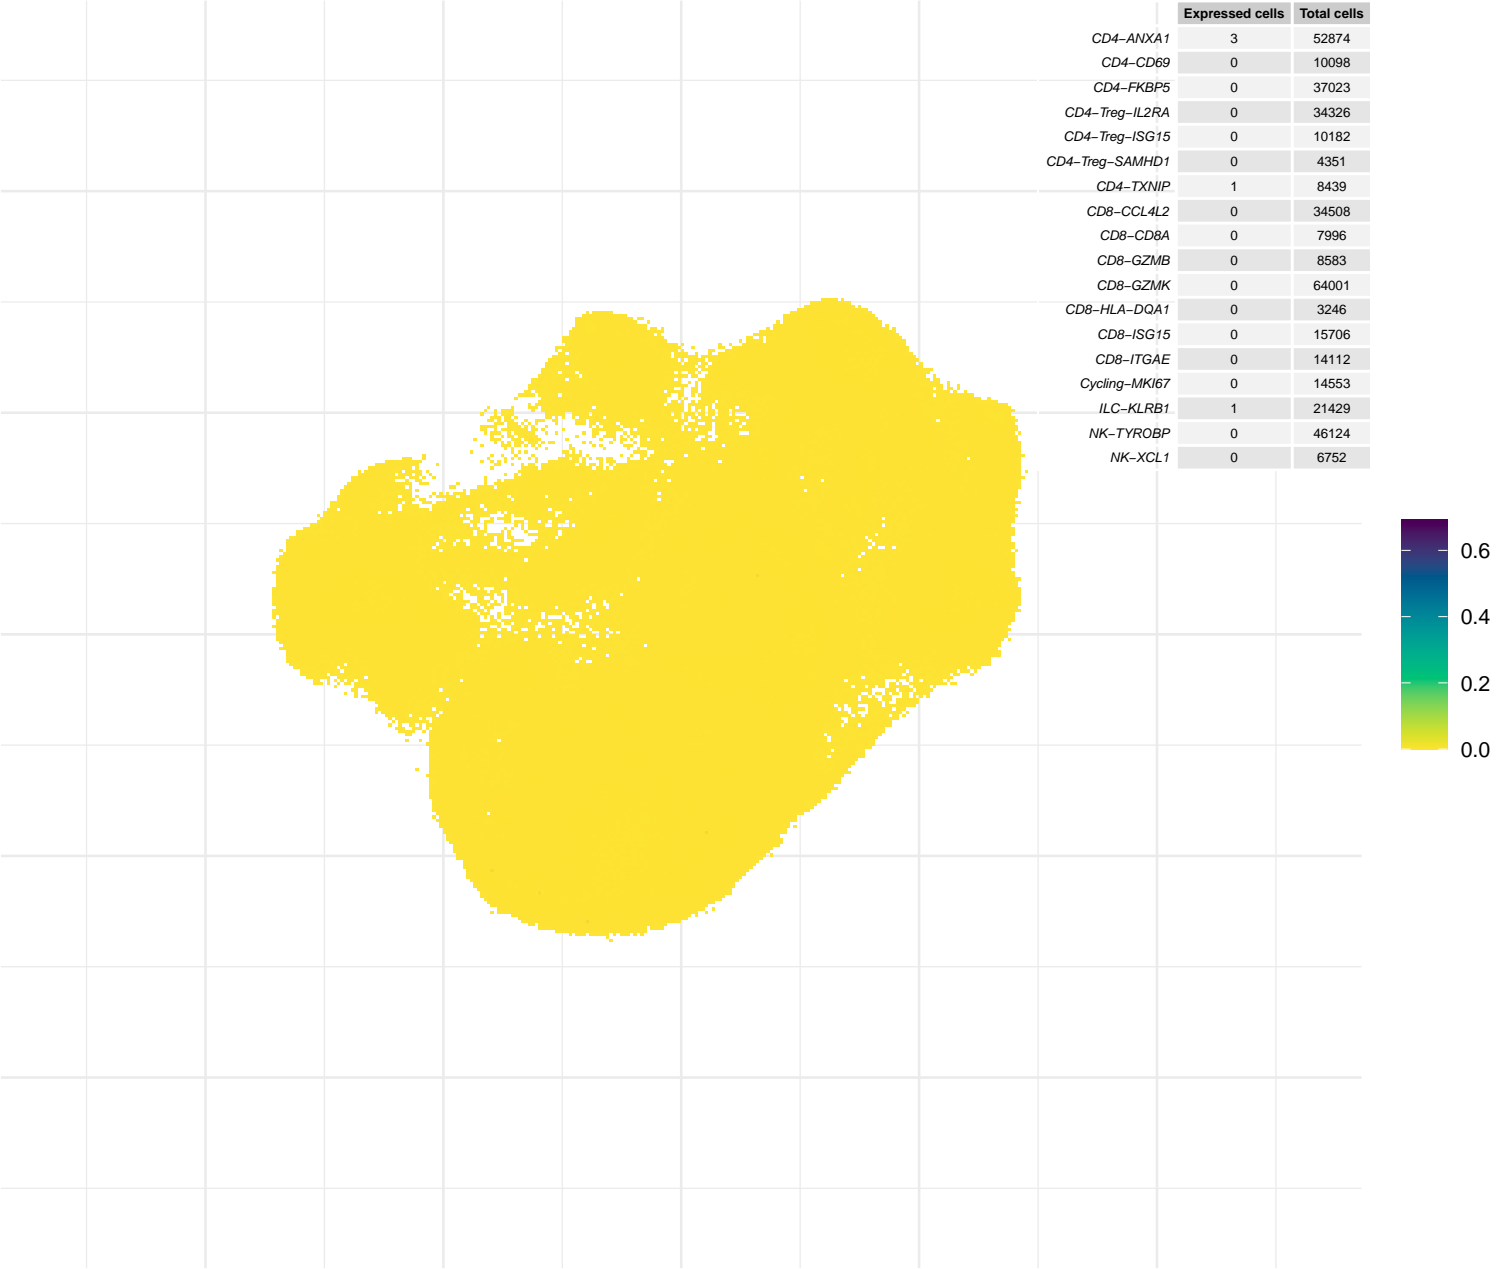 Expressed cells Total cells
CD4−ANXA1 3 52874
CD4−CD69 0 10098
CD4−FKBP5 0 37023
CD4−Treg−IL2RA 0 34326
CD4−Treg−ISG15 0 10182
CD4−Treg−SAMHD1 0 4351
CD4−TXNIP 1 8439
CD8−CCL4L2 0 34508
CD8−CD8A 0 7996
CD8−GZMB 0 8583
CD8−GZMK 0 64001
CD8−HLA−DQA1 0 3246
CD8−ISG15 0 15706
CD8−ITGAE 0 14112
Cycling−MKI67 0 14553
ILC−KLRB1 1 21429
NK−TYROBP 0 46124
NK−XCL1 0 6752
0.6
0.4
0.2
0.0